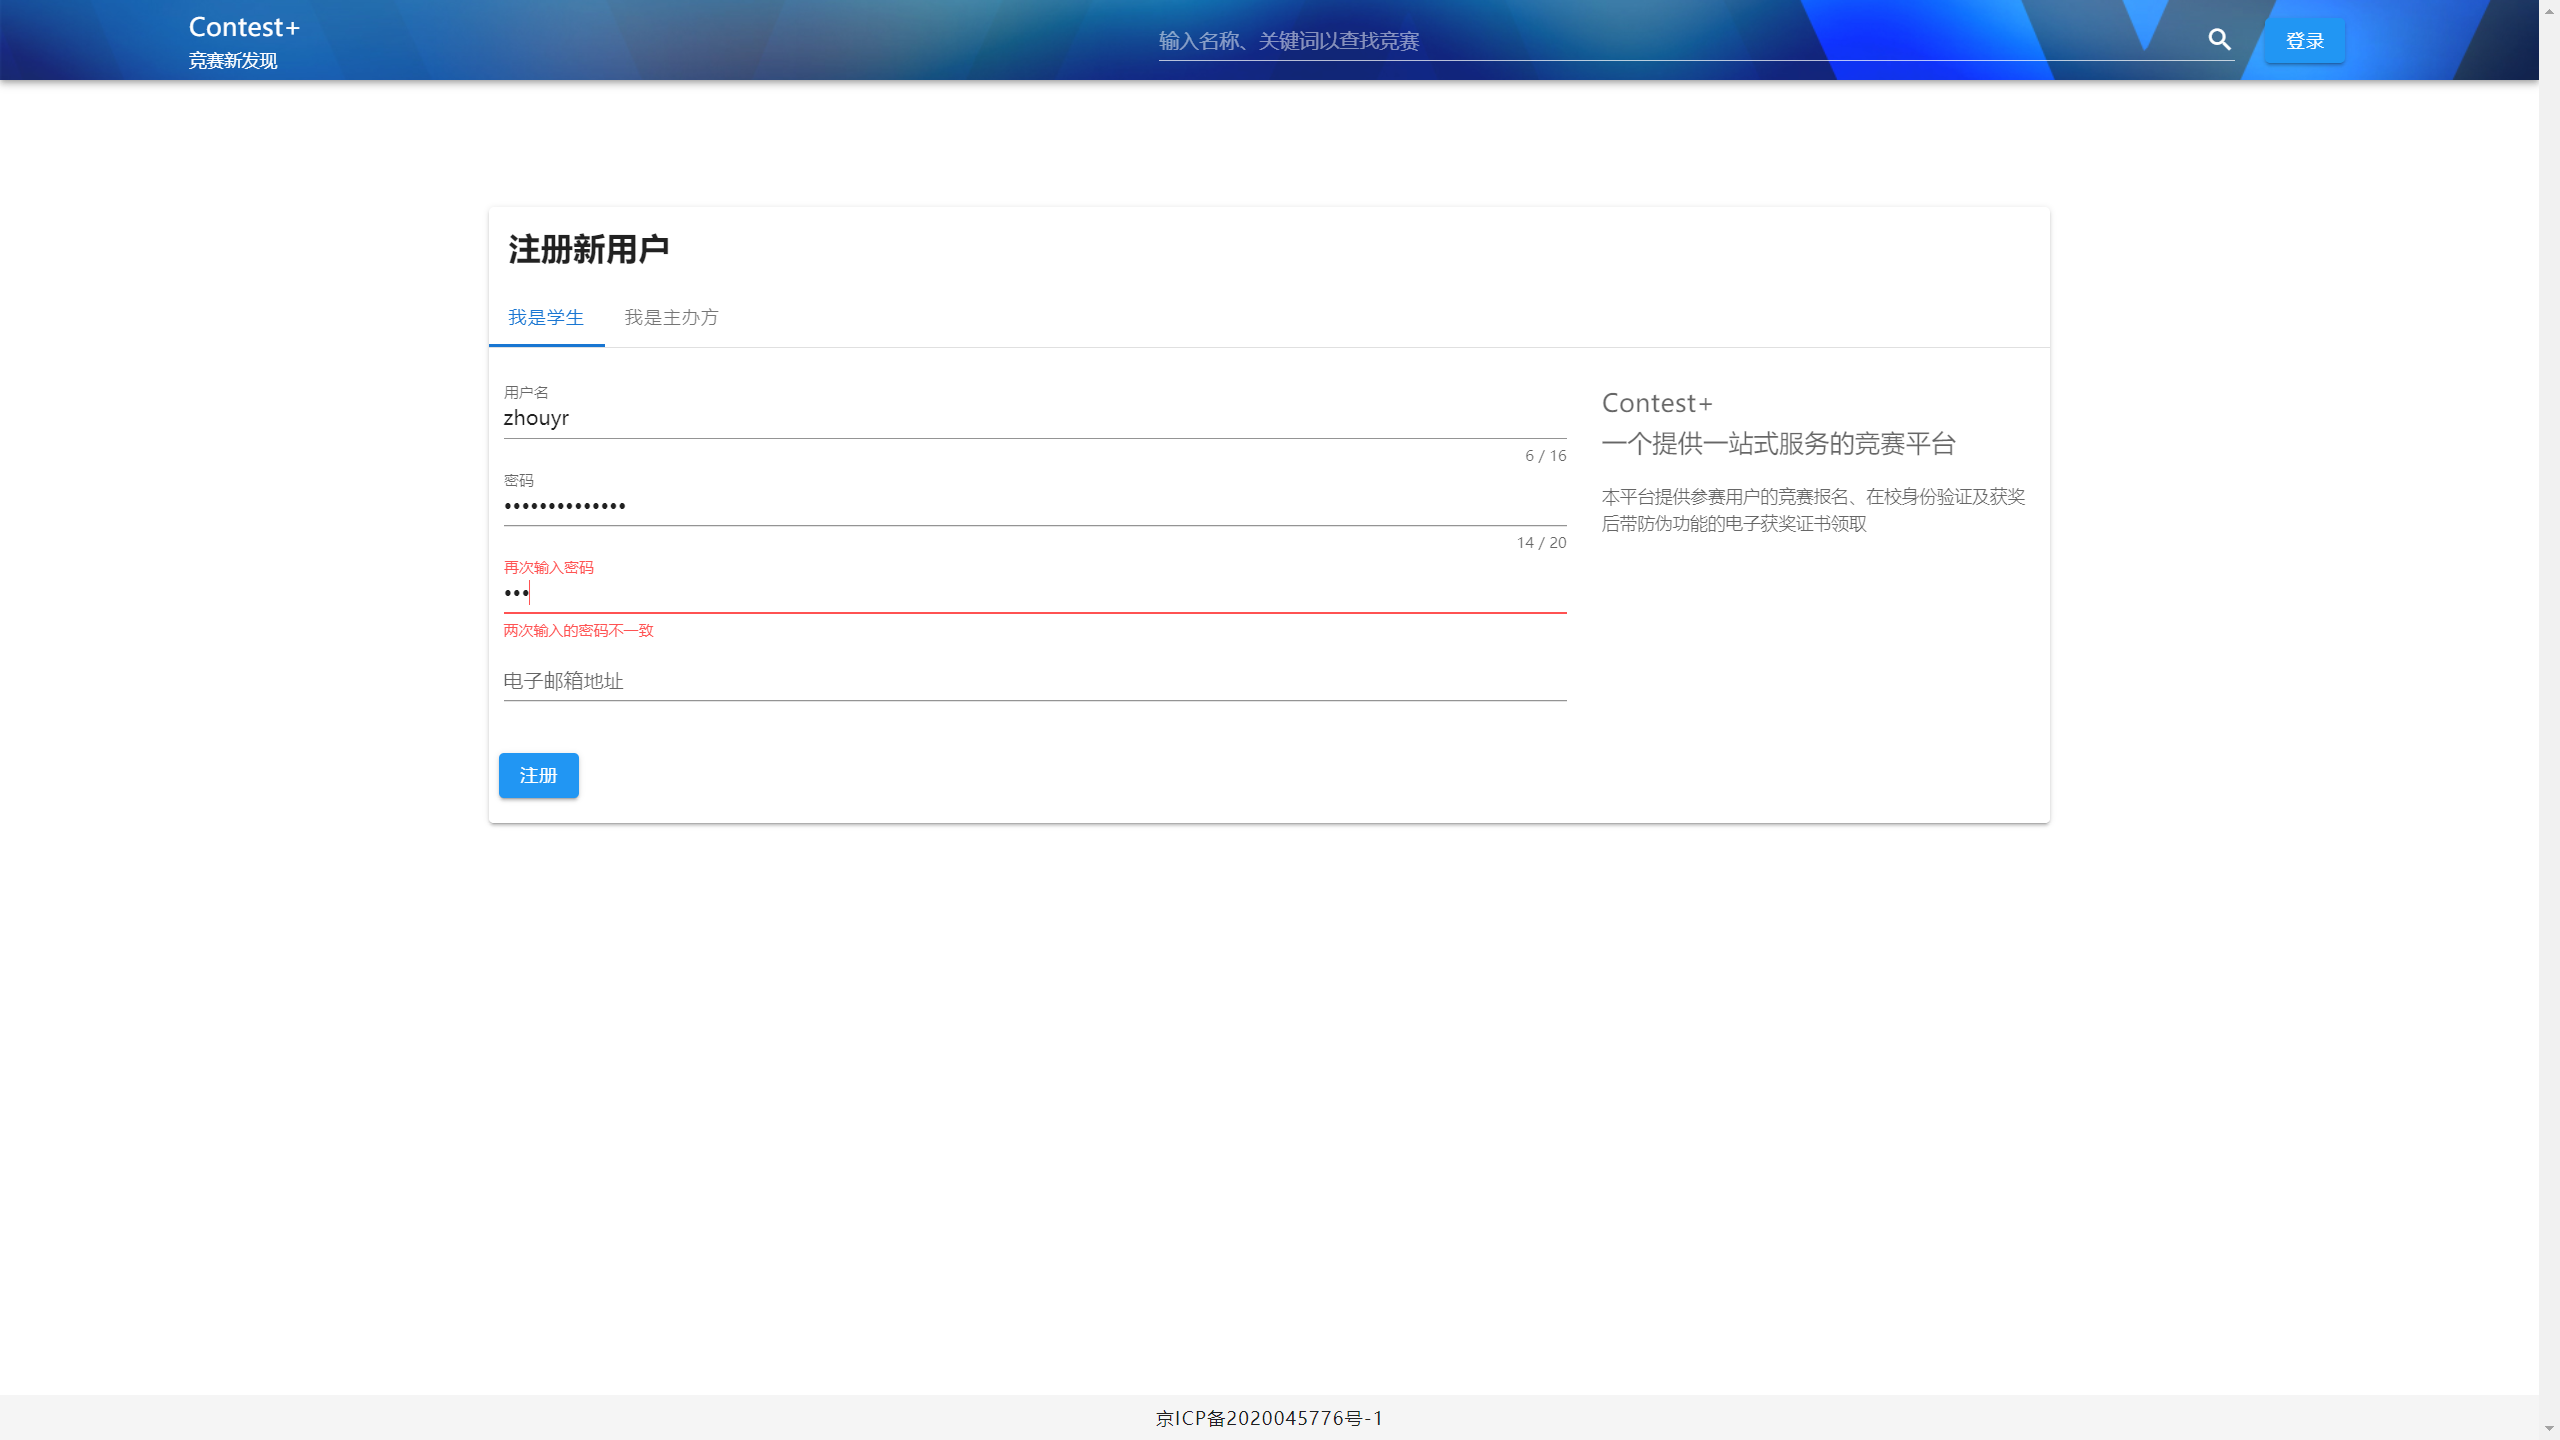 Contest+
竞赛新发现
输入名称、关键词以查找竞赛
登录
注册新用户
我是学生
我是主办方
用户名
zhouyr
6 / 16
密码
••••••••••••••
14 / 20
再次输入密码
•••
两次输入的密码不一致
电子邮箱地址
注册
Contest+
一个提供一站式服务的竞赛平台
本平台提供参赛用户的竞赛报名、在校身份验证及获奖
后带防伪功能的电子获奖证书领取
京ICP备2020045776号-1